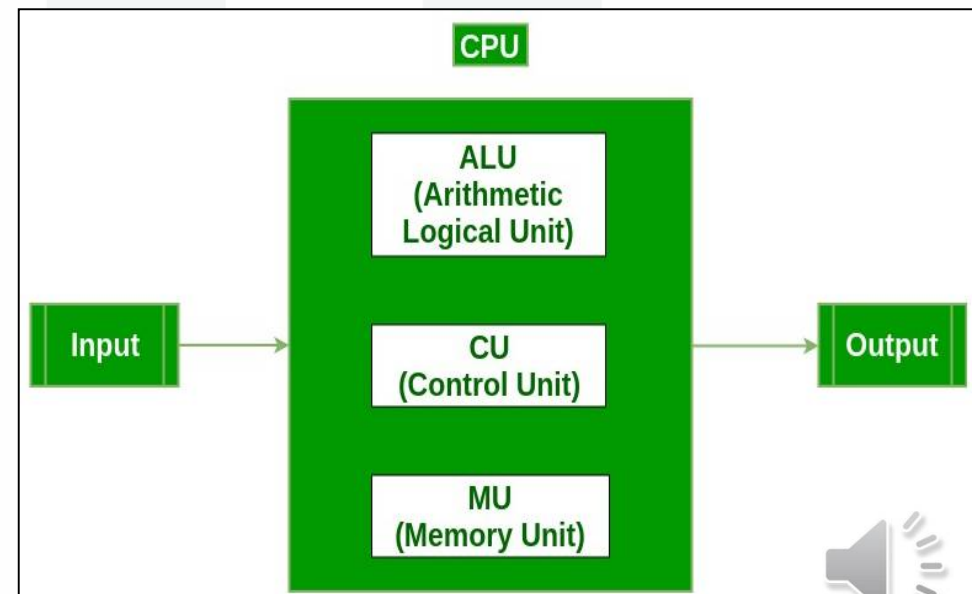 CPU
ALU
(Arithmetic
Logical Unit)
Input
CU
(Control Unit)
Output
MU
(Memory Unit)